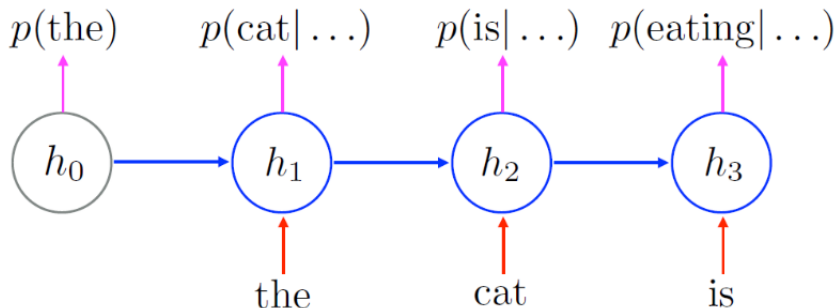 p(the) p(cat| …) p(is| …) p(eating| …)
h₀ h₁ h₂ h₃
the cat is